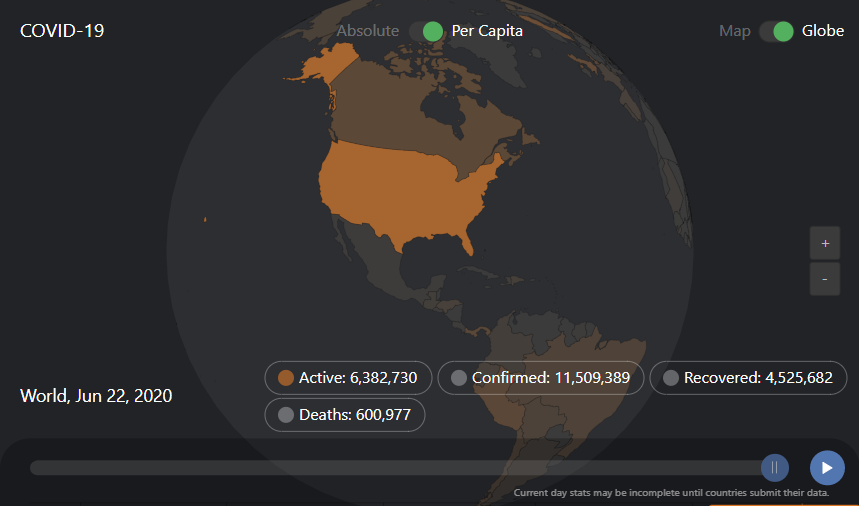 COVID-19
Absolute Per Capita
Map Globe
+
-
World, Jun 22, 2020
Active: 6,382,730
Confirmed: 11,509,389
Recovered: 4,525,682
Deaths: 600,977
Current day stats may be incomplete until countries submit their data.